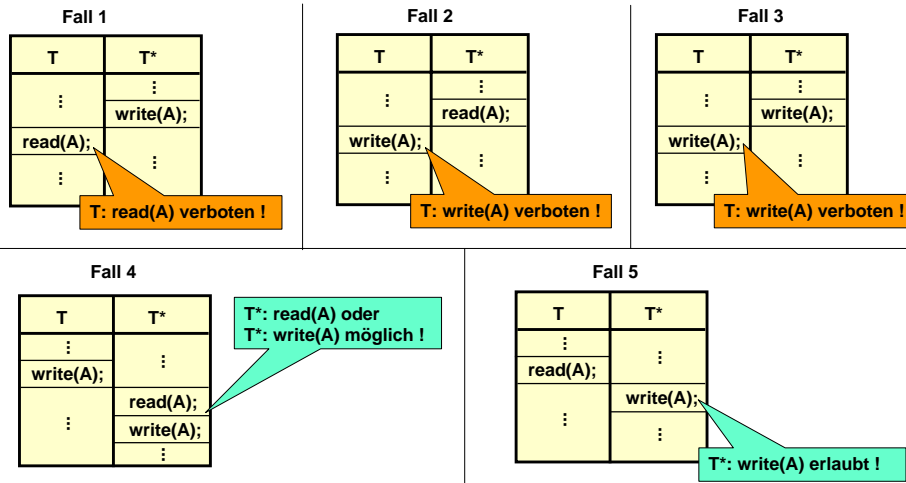 Fall 1
T T*
⋮
⋮ write(A);
read(A);
⋮ ⋮
T: read(A) verboten !
Fall 2
T T*
⋮
⋮ read(A);
write(A);
⋮ ⋮
T: write(A) verboten !
Fall 3
T T*
⋮
⋮ write(A);
write(A);
⋮ ⋮
T: write(A) verboten !
Fall 4
T T*
⋮ ⋮
write(A);
read(A);
⋮ write(A);
⋮
T*: read(A) oder
T*: write(A) möglich !
Fall 5
T T*
⋮ ⋮
read(A);
write(A);
⋮ ⋮
T*: write(A) erlaubt !